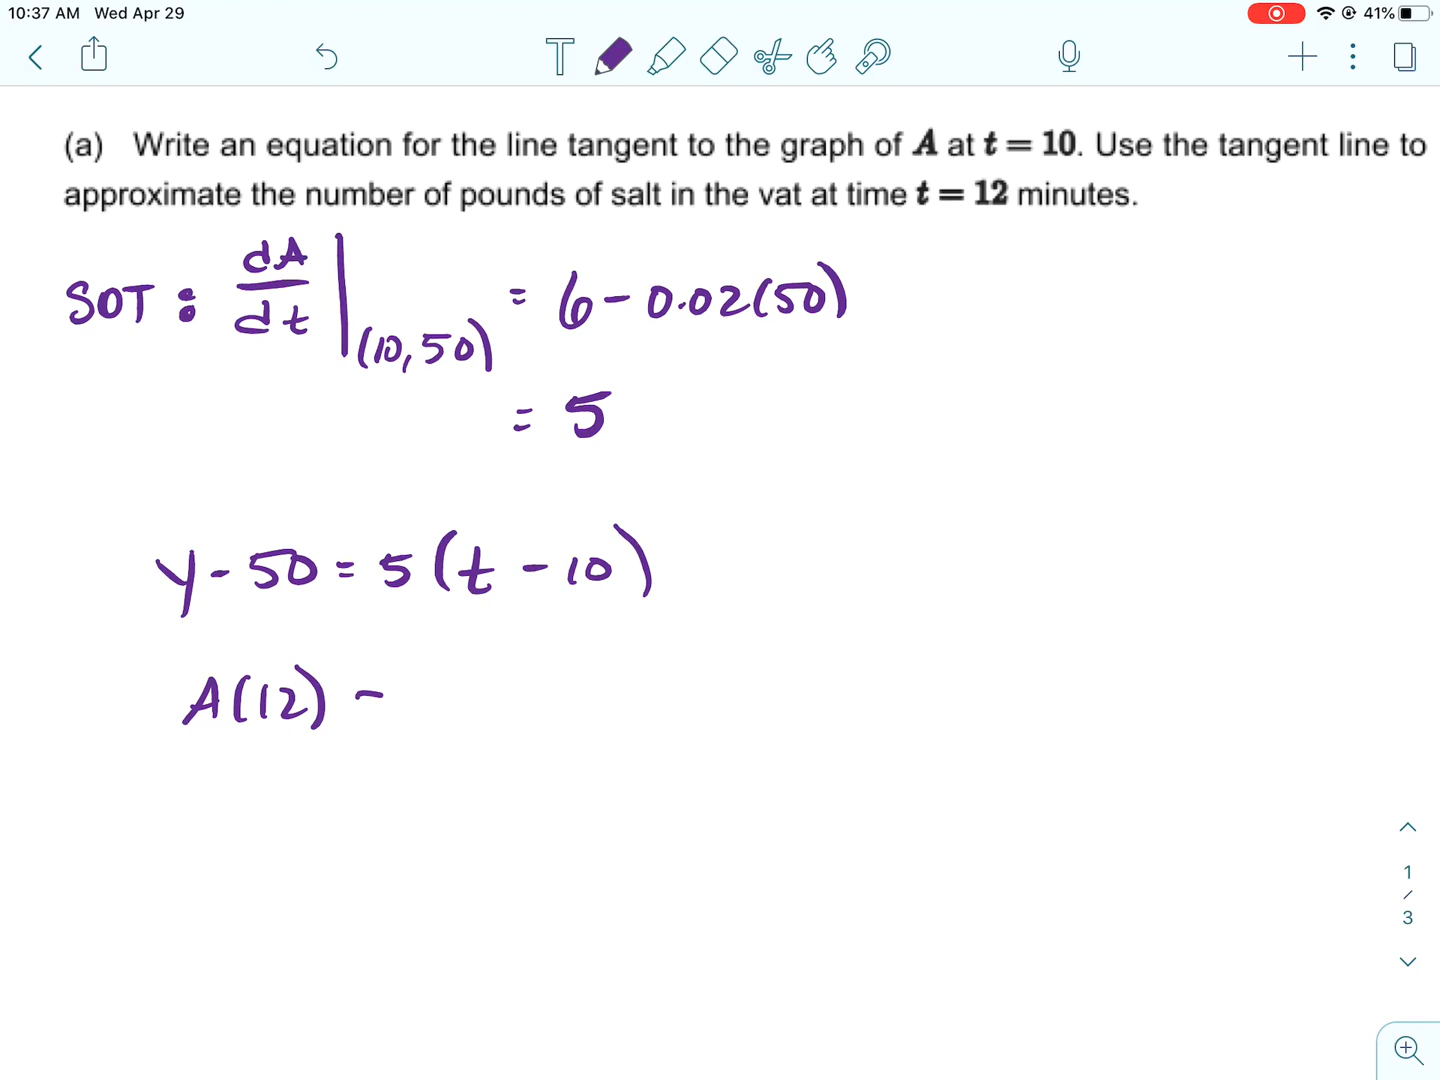 10:37 AM Wed Apr 29
41%
T
(a) Write an equation for the line tangent to the graph of A at t = 10. Use the tangent line to
approximate the number of pounds of salt in the vat at time t = 12 minutes.
SOT : dA/dt |(10,50) = 6 - 0.02(50)
= 5
y - 50 = 5(t - 10)
A(12) -
1
/
3